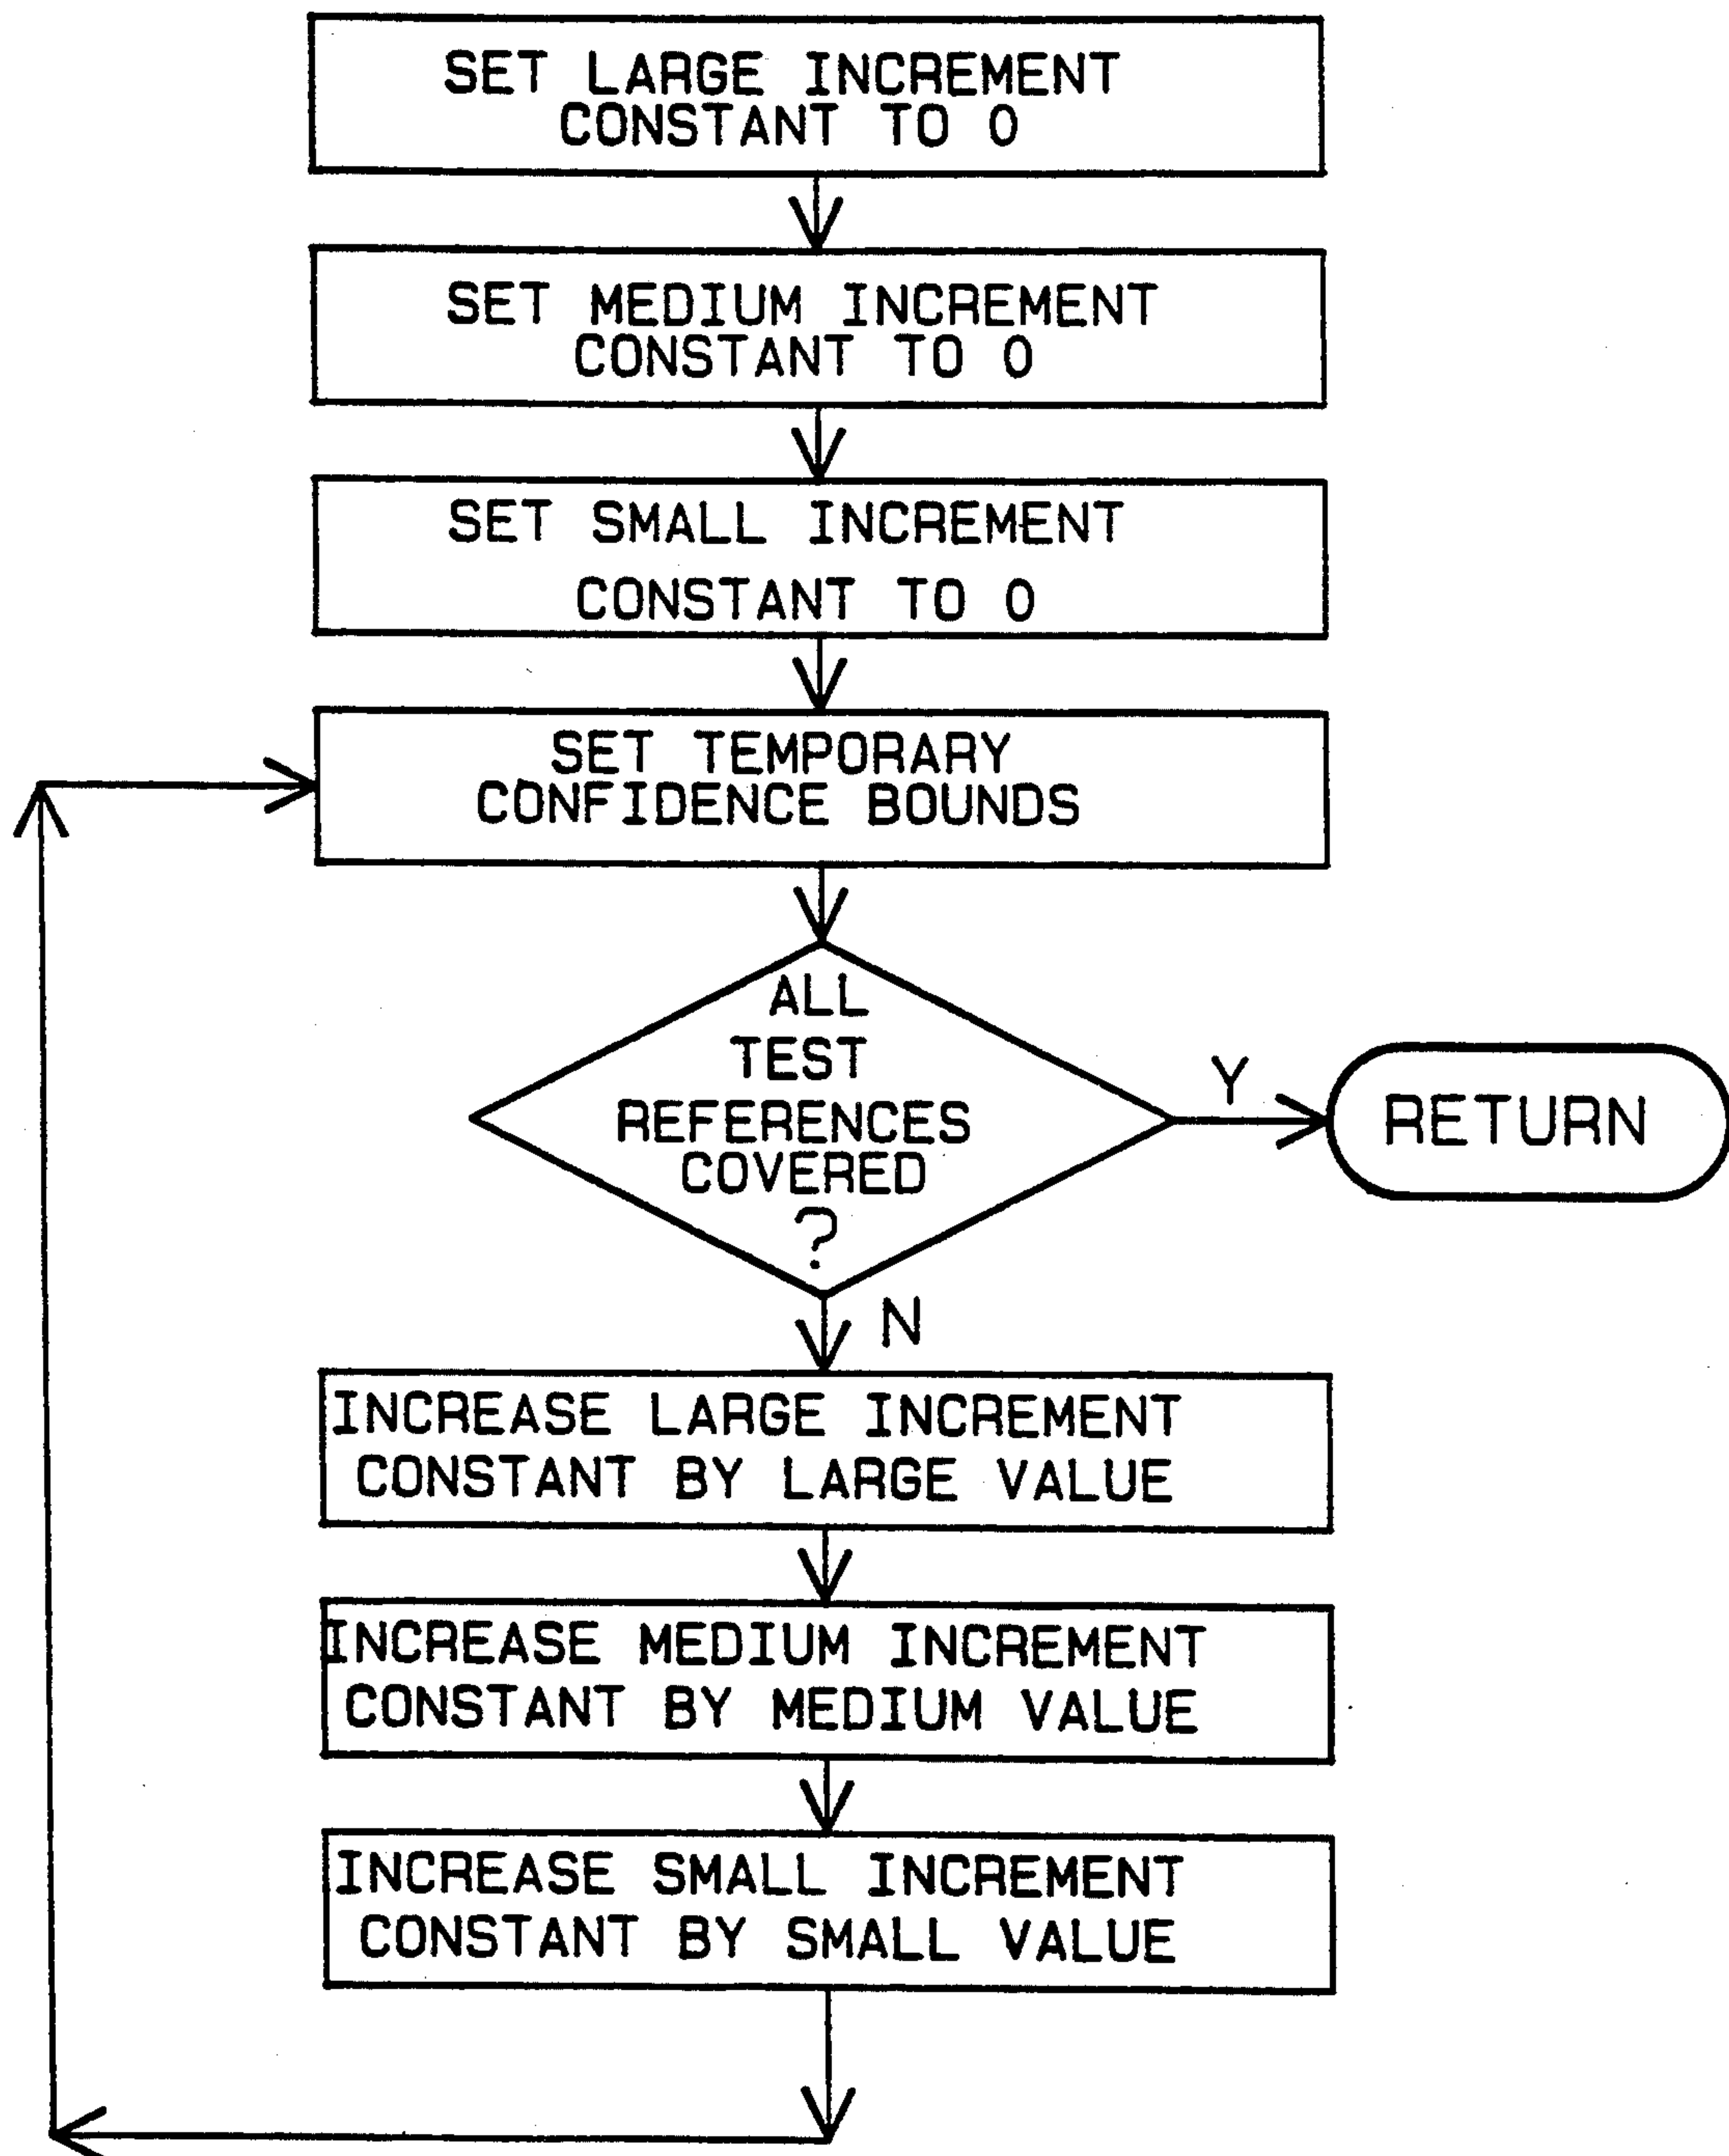 SET LARGE INCREMENT
CONSTANT TO 0
SET MEDIUM INCREMENT
CONSTANT TO 0
SET SMALL INCREMENT
CONSTANT TO 0
SET TEMPORARY
CONFIDENCE BOUNDS
ALL
TEST
REFERENCES
COVERED
?
Y
RETURN
N
INCREASE LARGE INCREMENT
CONSTANT BY LARGE VALUE
INCREASE MEDIUM INCREMENT
CONSTANT BY MEDIUM VALUE
INCREASE SMALL INCREMENT
CONSTANT BY SMALL VALUE